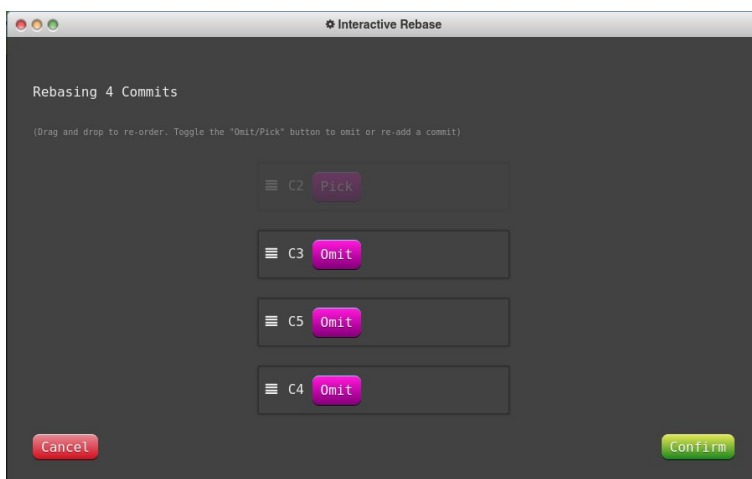 Interactive Rebase
Rebasing 4 Commits
(Drag and drop to re-order. Toggle the "Omit/Pick" button to omit or re-add a commit)
C2 Pick
C3 Omit
C5 Omit
C4 Omit
Cancel Confirm